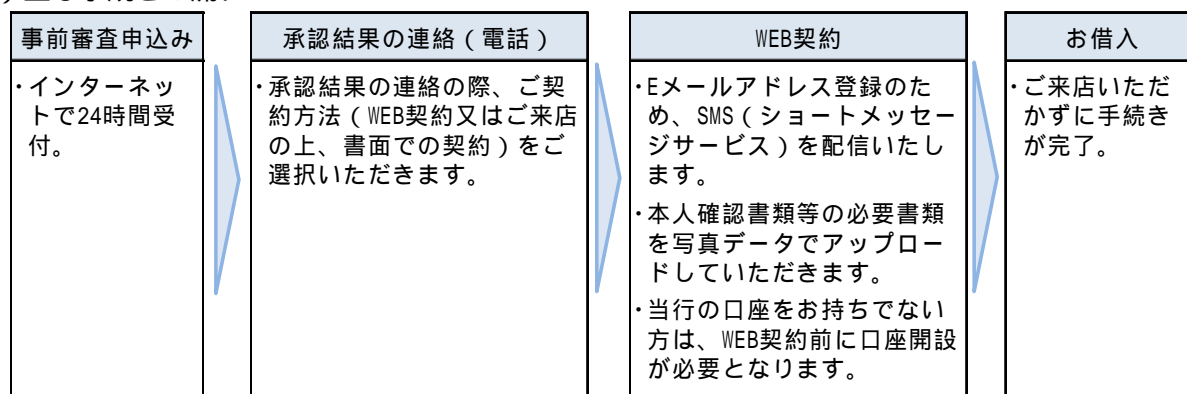 事前審査申込み
・インターネッ
トで24時間受
付。
承認結果の連絡（電話）
・承認結果の連絡の際、ご契
約方法（WEB契約又はご来店
の上、書面での契約）をご
選択いただきます。
WEB契約
・Eメールアドレス登録のた
め、SMS（ショートメッセー
ジサービス）を配信いたし
ます。
・本人確認書類等の必要書類
を写真データでアップロー
ドしていただきます。
・当行の口座をお持ちでない
方は、WEB契約前に口座開設
が必要となります。
お借入
・ご来店いただ
かずに手続き
が完了。